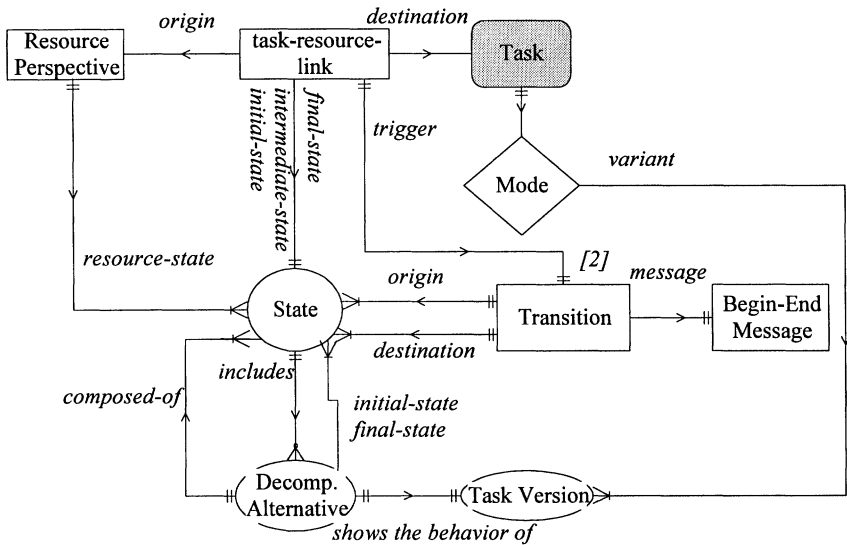 origin
destination
Resource
Perspective
task-resource-
link
Task
initial-state
intermediate-state
final-state
trigger
Mode
variant
resource-state
origin
[2]
message
State
Transition
Begin-End
Message
destination
includes
composed-of
initial-state
final-state
Decomp.
Alternative
Task Version
shows the behavior of